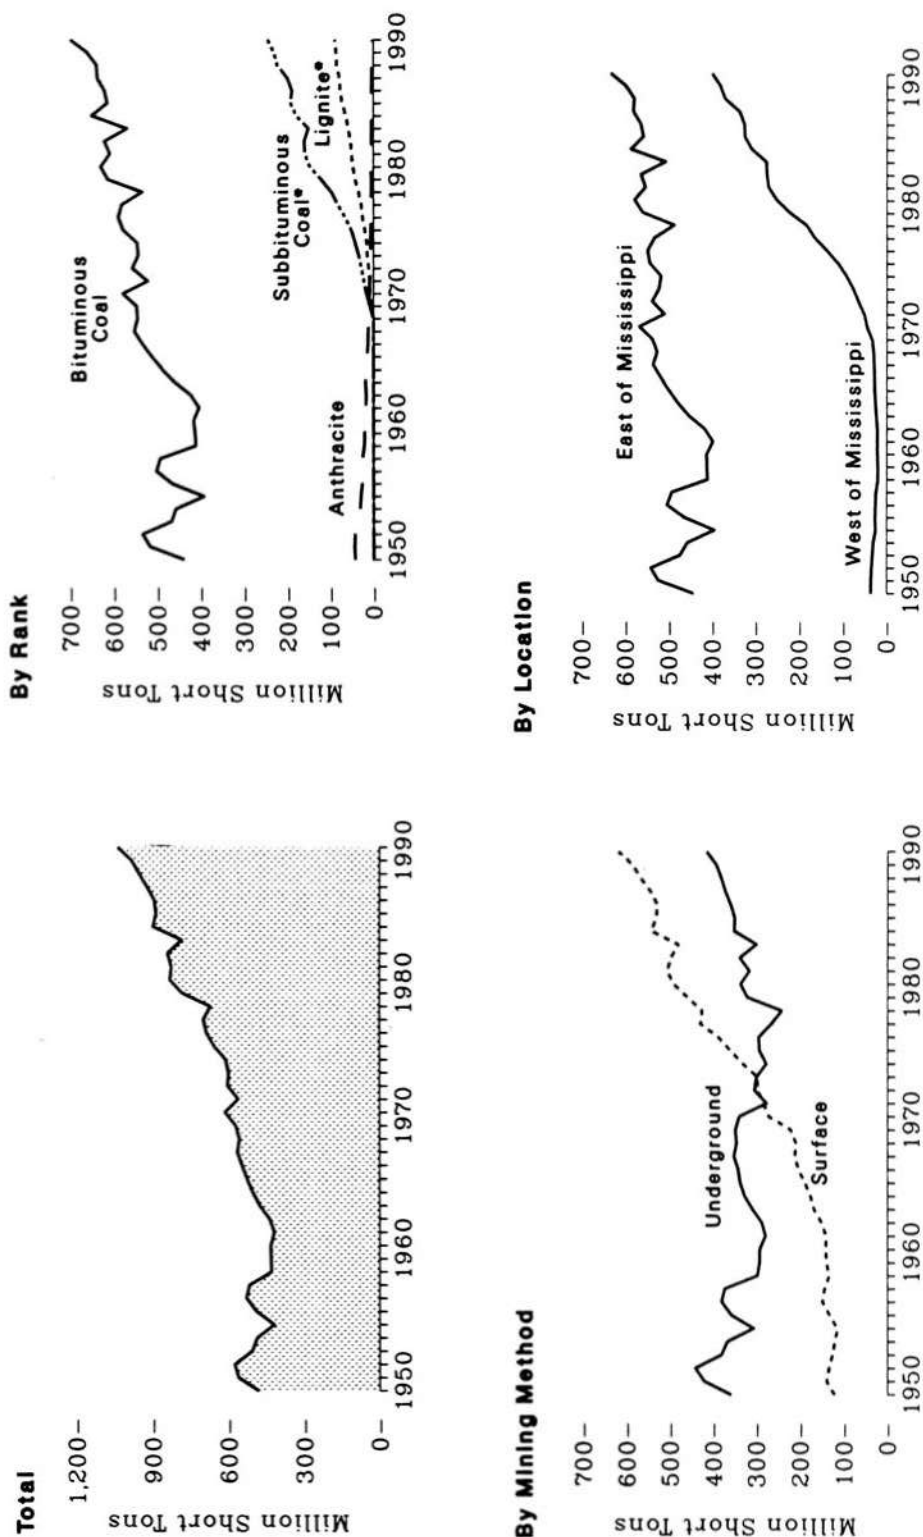 Total
1,200-
900-
600-
300-
0
Million Short Tons
1950 1960 1970 1980 1990
By Rank
700-
600-
500-
400-
300-
200-
100-
0
Million Short Tons
Bituminous
Coal
Subbituminous
Coal*
Lignite*
Anthracite
1950 1960 1970 1980 1990
By Mining Method
700-
600-
500-
400-
300-
200-
100-
0
Million Short Tons
Underground
Surface
1950 1960 1970 1980 1990
By Location
700-
600-
500-
400-
300-
200-
100-
0
Million Short Tons
East of Mississippi
West of Mississippi
1950 1960 1970 1980 1990